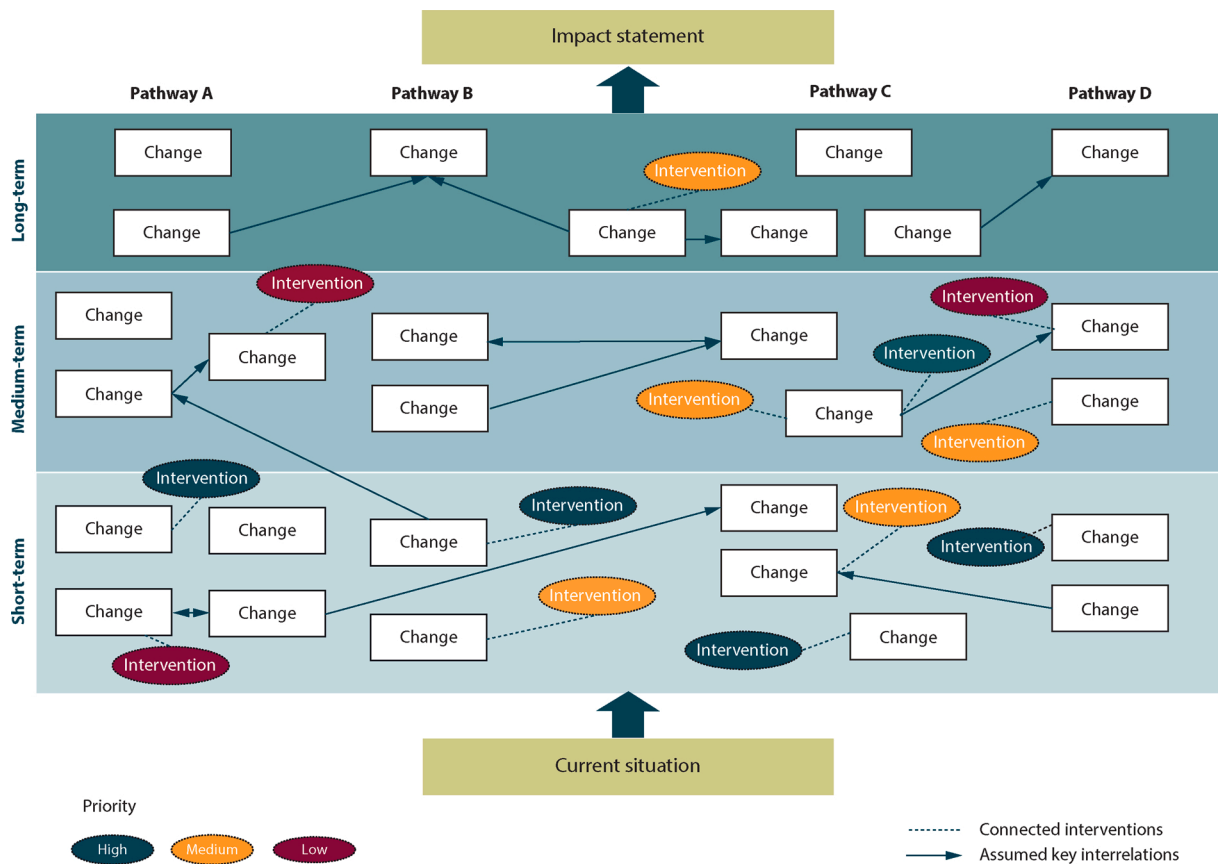 Impact statement
Pathway A
Pathway B
Pathway C
Pathway D
Long-term
Change
Change
Change
Change
Intervention
Change
Change
Change
Change
Medium-term
Intervention
Intervention
Change
Change
Change
Change
Change
Intervention
Change
Change
Intervention
Change
Change
Intervention
Short-term
Intervention
Change
Intervention
Intervention
Change
Change
Change
Change
Intervention
Change
Change
Change
Intervention
Change
Change
Change
Intervention
Intervention
Current situation
Priority
High
Medium
Low
Connected interventions
Assumed key interrelations